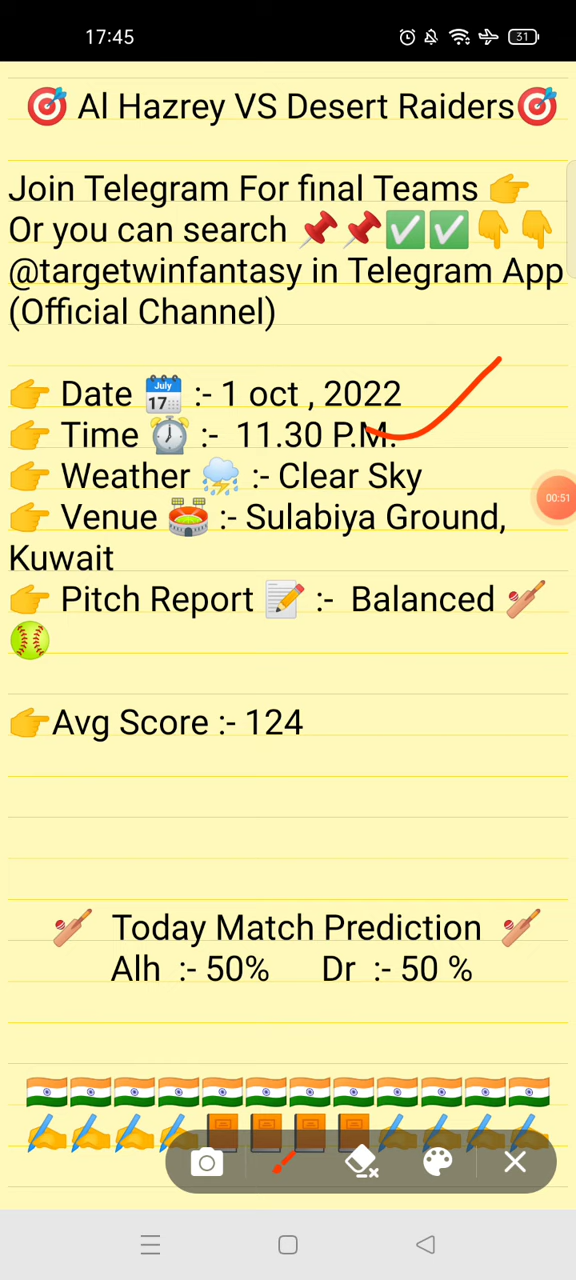 17:45
31
🎯 Al Hazrey VS Desert Raiders🎯
Join Telegram For final Teams 👉
Or you can search 📌📌✅✅👇👇
@targetwinfantasy in Telegram App
(Official Channel)
👉 Date 📅 :- 1 oct , 2022
👉 Time ⏰ :-  11.30 P.M.
👉 Weather ⛈️ :- Clear Sky
👉 Venue 🏟️ :- Sulabiya Ground,
Kuwait
👉 Pitch Report 📝 :-  Balanced 🏏
🥎
👉Avg Score :- 124
00:51
🏏  Today Match Prediction  🏏
Alh  :- 50%      Dr  :- 50 %
🇮🇳🇮🇳🇮🇳🇮🇳🇮🇳🇮🇳🇮🇳🇮🇳🇮🇳🇮🇳🇮🇳🇮🇳
✍️✍️✍️✍️📙📙📙📙✍️✍️✍️✍️